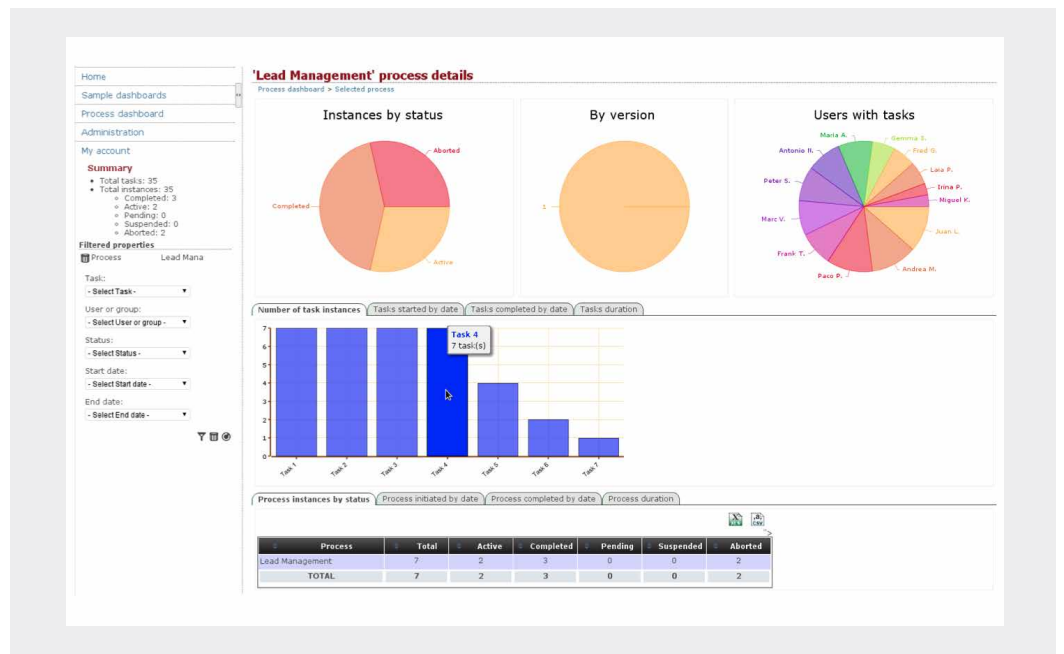 Home
Sample dashboards
Process dashboard
Administration
My account
Summary
Total tasks: 35
Total instances: 35
Completed: 3
Active: 2
Pending: 0
Suspended: 0
Aborted: 2
Filtered properties
Process Lead Mana
Task:
- Select Task -
User or group:
- Select User or group -
Status:
- Select Status -
Start date:
- Select Start date -
End date:
- Select End date -
'Lead Management' process details
Process dashboard > Selected process
Instances by status
Aborted
Completed
Active
By version
1
Users with tasks
Maria A.
Gemma S.
Antonio N.
Fred G.
Laia P.
Peter S.
Irina P.
Miguel K.
Marc V.
Juan L.
Frank T.
Andrea M.
Paco P.
Number of task instances Tasks started by date Tasks completed by date Tasks duration
7
6
5
4
3
2
1
0
Task 4
7 task(s)
Task 1 Task 2 Task 3 Task 4 Task 5 Task 6 Task 7
Process instances by status Process initiated by date Process completed by date Process duration
CSV
Process Total Active Completed Pending Suspended Aborted
Lead Management 7 2 3 0 0 2
TOTAL 7 2 3 0 0 2